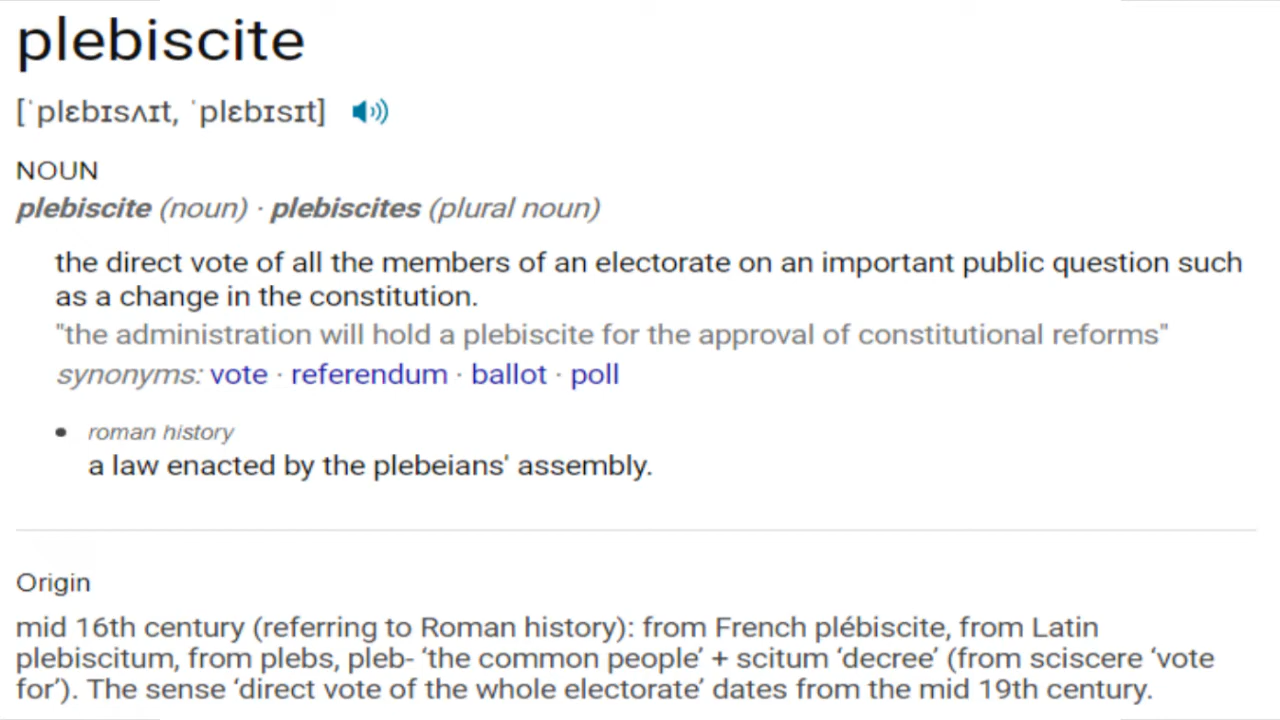 plebiscite
[ˈplɛbɪsʌɪt, ˈplɛbɪsɪt]
NOUN
plebiscite (noun) · plebiscites (plural noun)
the direct vote of all the members of an electorate on an important public question such
as a change in the constitution.
"the administration will hold a plebiscite for the approval of constitutional reforms"
synonyms: vote · referendum · ballot · poll
• roman history
a law enacted by the plebeians' assembly.
Origin
mid 16th century (referring to Roman history): from French plébiscite, from Latin
plebiscitum, from plebs, pleb- ‘the common people’ + scitum ‘decree’ (from sciscere ‘vote
for’). The sense ‘direct vote of the whole electorate’ dates from the mid 19th century.